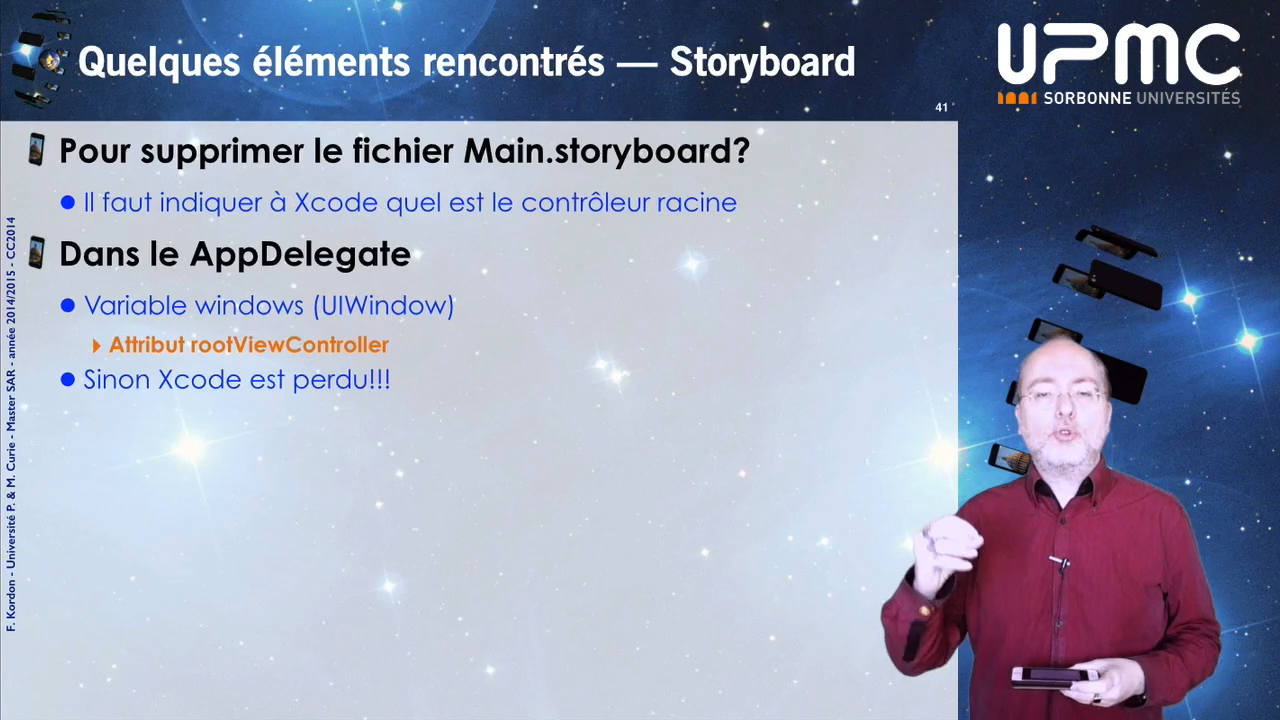 Quelques éléments rencontrés — Storyboard
UPMC
SORBONNE UNIVERSITÉS
41
Pour supprimer le fichier Main.storyboard?
Il faut indiquer à Xcode quel est le contrôleur racine
Dans le AppDelegate
Variable windows (UIWindow)
Attribut rootViewController
Sinon Xcode est perdu!!!
F. Kordon - Université P. & M. Curie - Master SAR - année 2014/2015 - CC2014